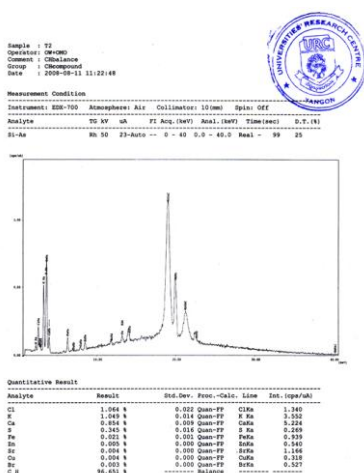 UNIVERSITIES' RESEARCH CENTRE
URC
YANGON
Sample : T2
Operator: OW+OMO
Comment : CHbalance
Group : CHcompound
Date : 2008-08-11 11:22:48
Measurement Condition
Instrument: EDX-700 Atmosphere: Air Collimator: 10(mm) Spin: Off
Analyte TG kV uA FI Acq.(keV) Anal.(keV) Time(sec) D.T.(%)
Si-As Rh 50 23-Auto -- 0 - 40 0.0 - 40.0 Real - 99 25
Quantitative Result
Analyte Result Std.Dev. Proc.-Calc. Line Int.(cps/uA)
Cl 1.064 % 0.022 Quan-FP ClKa 1.340
K 1.049 % 0.014 Quan-FP K Ka 3.552
Ca 0.854 % 0.009 Quan-FP CaKa 5.224
S 0.345 % 0.016 Quan-FP S Ka 0.269
Fe 0.021 % 0.001 Quan-FP FeKa 0.939
Zn 0.005 % 0.000 Quan-FP ZnKa 0.540
Sr 0.004 % 0.000 Quan-FP SrKa 1.166
Cu 0.004 % 0.000 Quan-FP CuKa 0.318
Br 0.003 % 0.000 Quan-FP BrKa 0.527
C H 96.651 % Balance